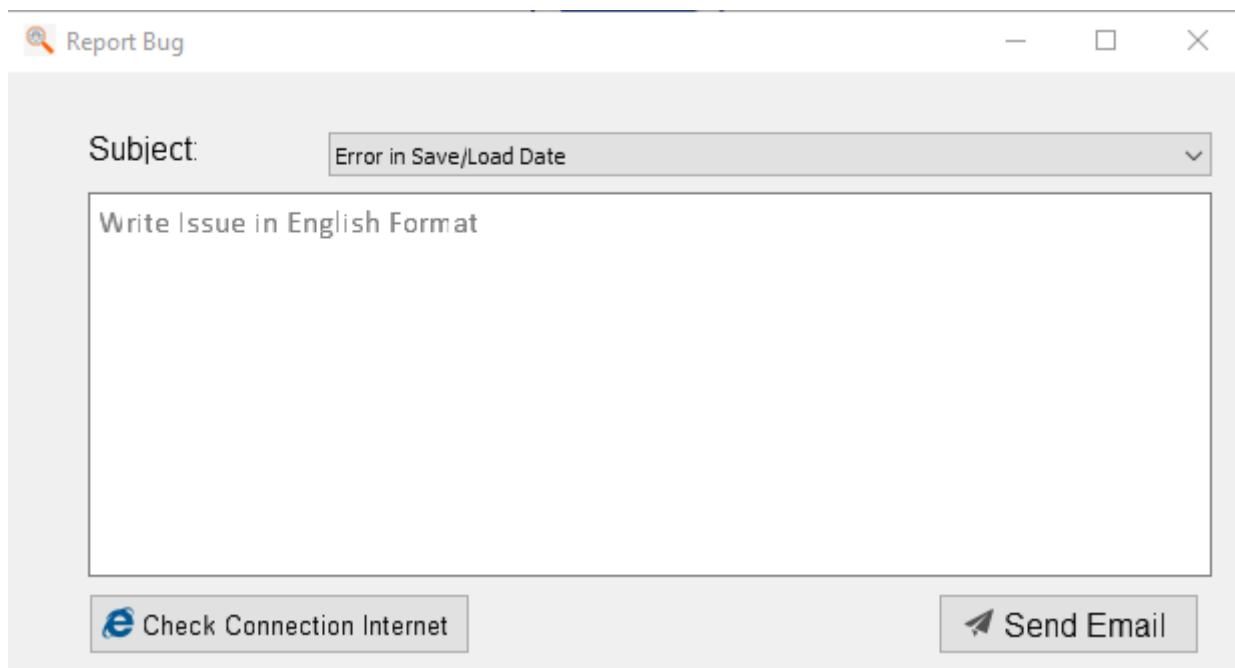 Report Bug
Subject:
Error in Save/Load Date
Write Issue in English Format
Check Connection Internet
Send Email